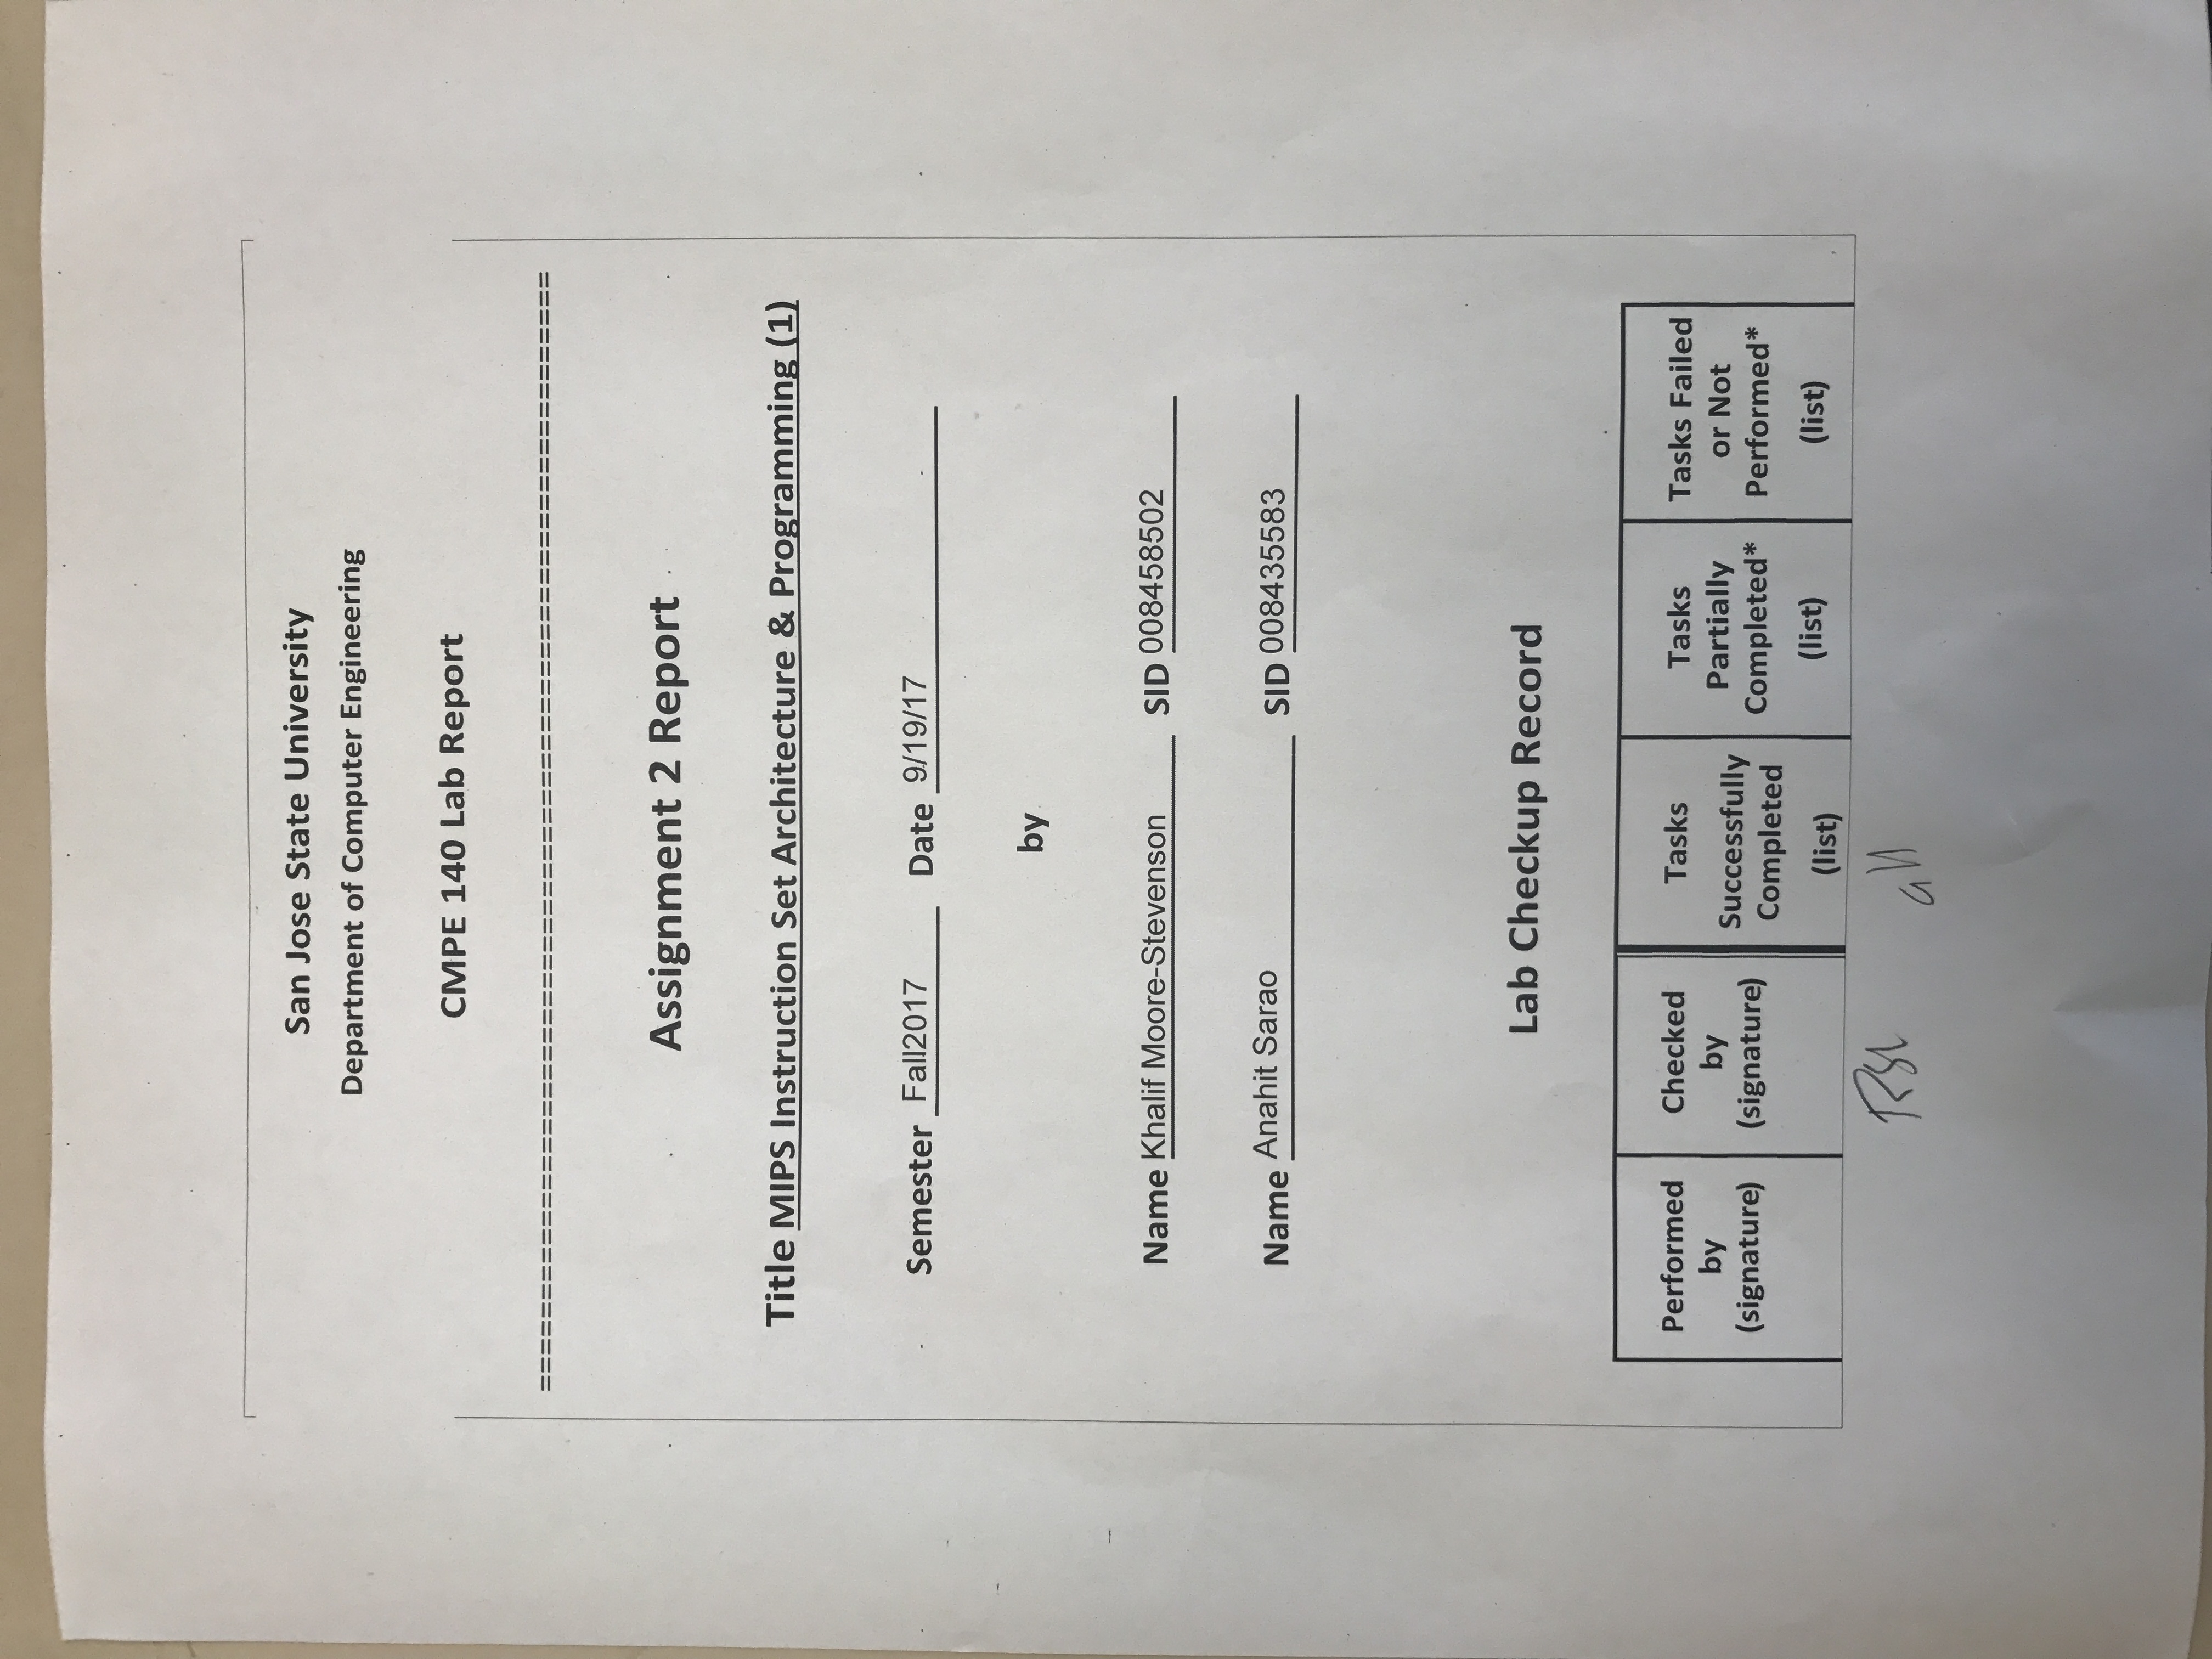 San Jose State University
Department of Computer Engineering
CMPE 140 Lab Report
=============================================================
Assignment 2 Report
Title MIPS Instruction Set Architecture & Programming (1)
Semester Fall2017 Date 9/19/17
by
Name Khalif Moore-Stevenson SID 008458502
Name Anahit Sarao SID 008435583
Lab Checkup Record
Performed
by
(signature)
Checked
by
(signature)
Tasks
Successfully
Completed
(list)
Tasks
Partially
Completed*
(list)
Tasks Failed
or Not
Performed*
(list)
all